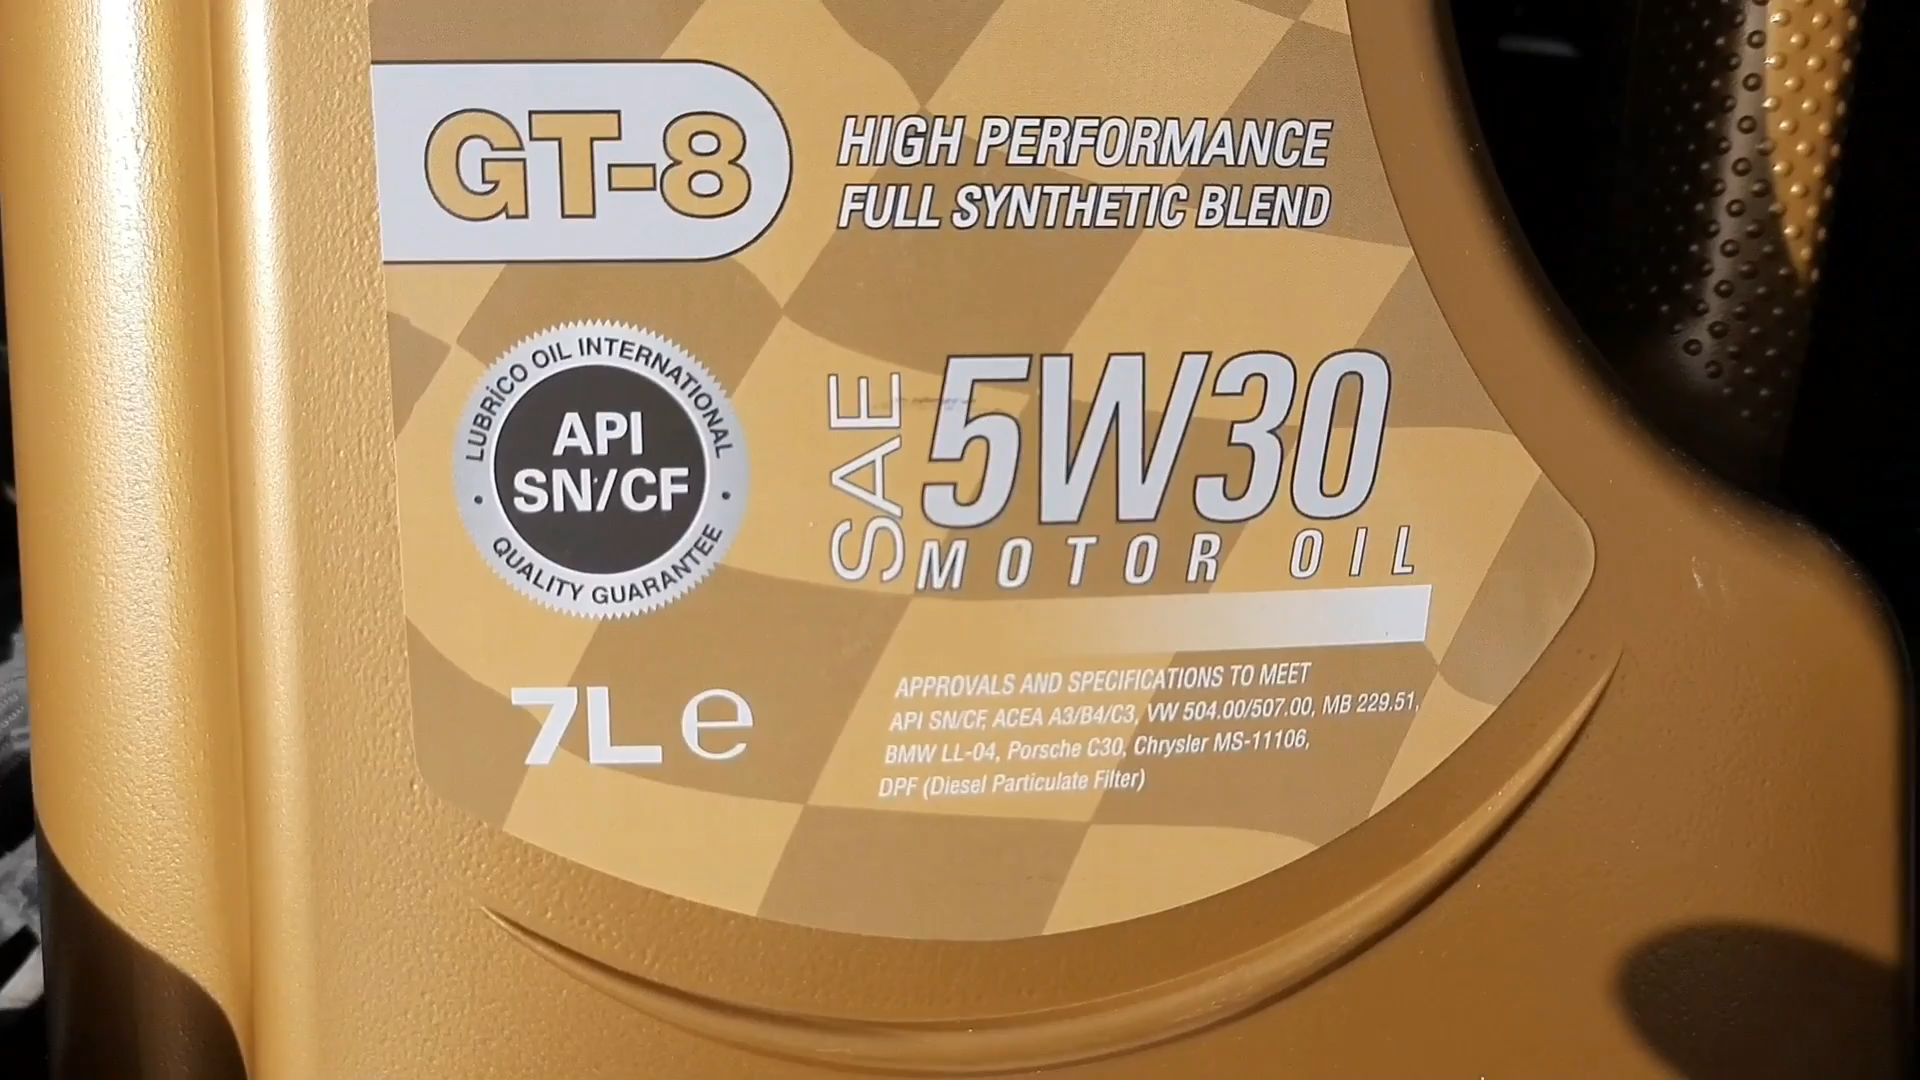 GT-8
HIGH PERFORMANCE
FULL SYNTHETIC BLEND
LUBRiCO OIL INTERNATIONAL
API
SN/CF
• QUALITY GUARANTEE •
SAE
5W30
MOTOR OIL
7L e
APPROVALS AND SPECIFICATIONS TO MEET
API SN/CF, ACEA A3/B4/C3, VW 504.00/507.00, MB 229.51,
BMW LL-04, Porsche C30, Chrysler MS-11106,
DPF (Diesel Particulate Filter)